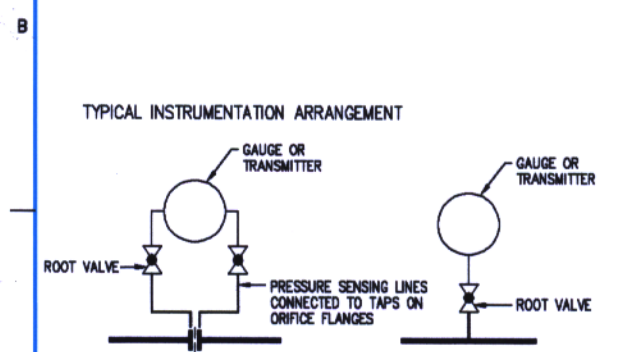 B
TYPICAL INSTRUMENTATION ARRANGEMENT
GAUGE OR
TRANSMITTER
GAUGE OR
TRANSMITTER
ROOT VALVE
PRESSURE SENSING LINES
CONNECTED TO TAPS ON
ORIFICE FLANGES
ROOT VALVE